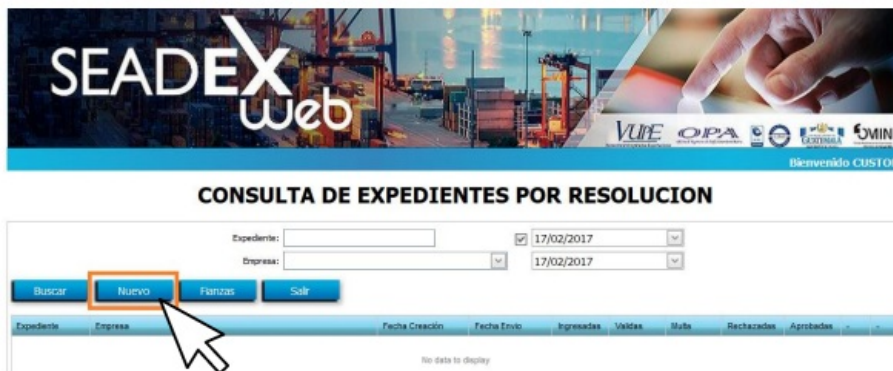 SEADEX
web
VUPE OPA GUATEMALA
Bienvenido CUSTO
CONSULTA DE EXPEDIENTES POR RESOLUCION
Expediente: 17/02/2017
Empresa: 17/02/2017
Buscar Nuevo Fianzas Salir
Expediente Empresa Fecha Creación Fecha Envio Ingresadas Validas Multa Rechazadas Aprobadas - -
No data to display